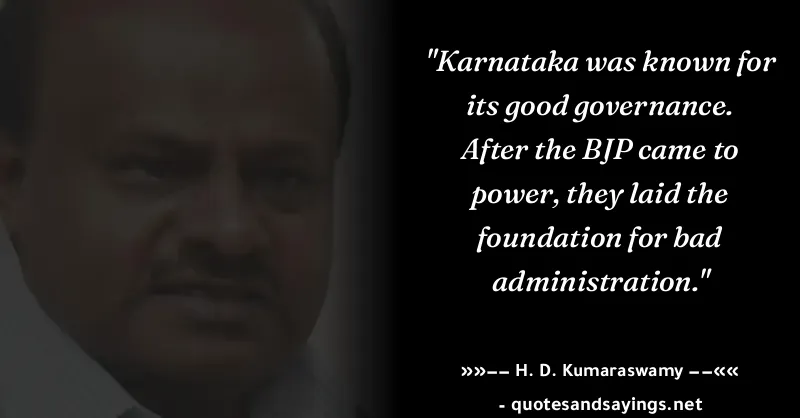 "Karnataka was known for
its good governance.
After the BJP came to
power, they laid the
foundation for bad
administration."
»»−− H. D. Kumaraswamy −−««
- quotesandsayings.net